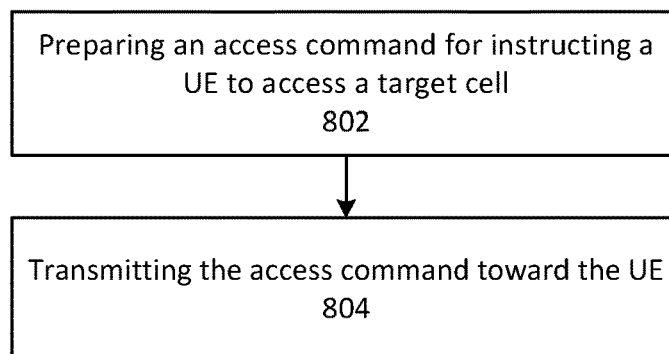 Preparing an access command for instructing a
UE to access a target cell
802
Transmitting the access command toward the UE
804